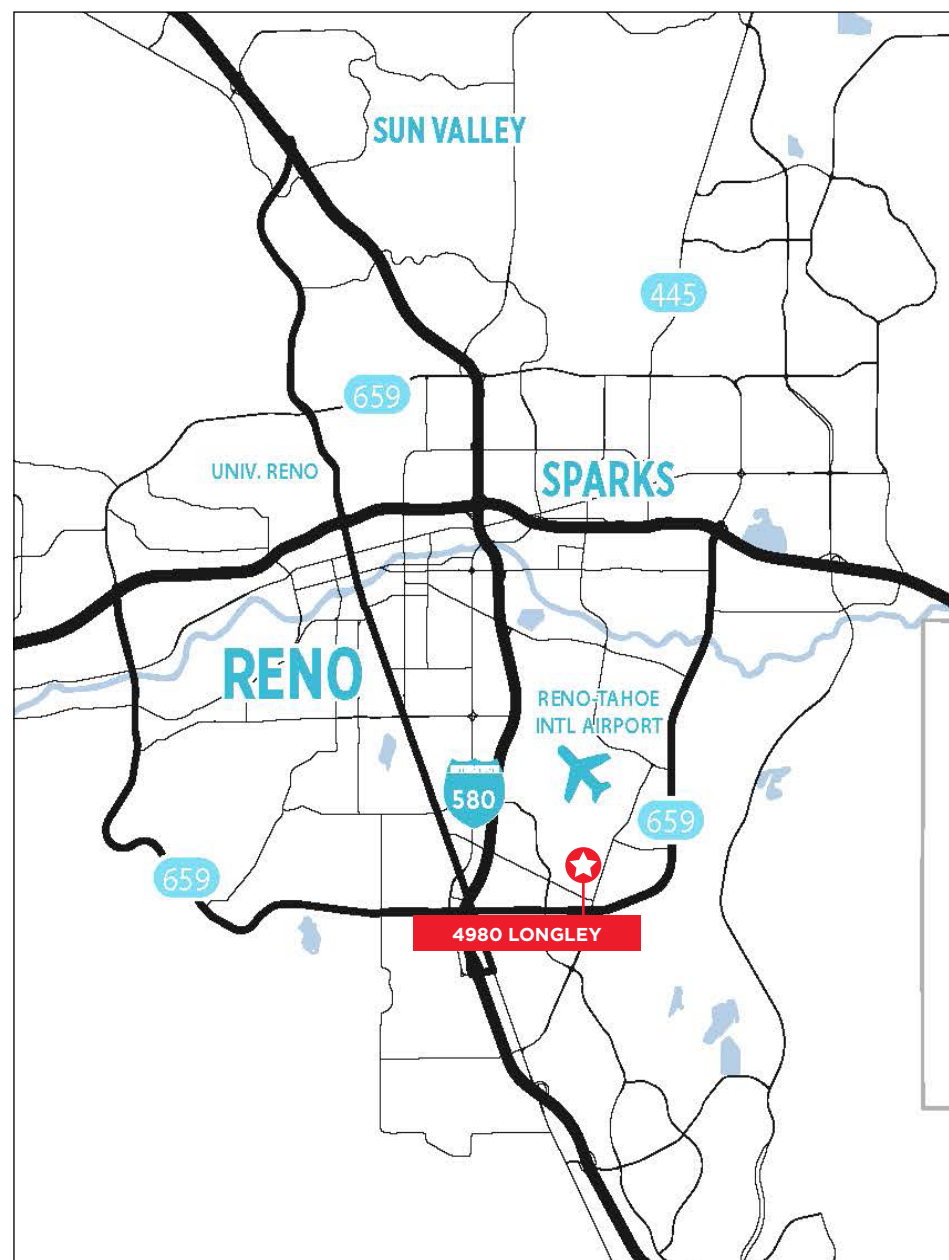 SUN VALLEY
445
659
UNIV. RENO
SPARKS
RENO
RENO-TAHOE
INTL AIRPORT
580
659
659
4980 LONGLEY